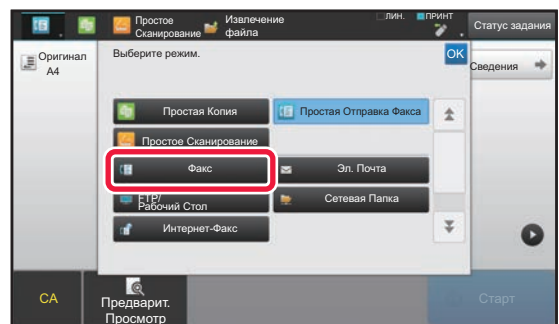 Простое
Сканирование
Извлечение
файла
ЛИН.
ПРИНТ
Статус задания
Оригинал
A4
Выберите режим.
OK
Сведения
Простая Копия
Простая Отправка Факса
Простое Сканирование
Факс
Эл. Почта
FTP/
Рабочий Стол
Сетевая Папка
Интернет-Факс
CA
Предварит.
Просмотр
Старт